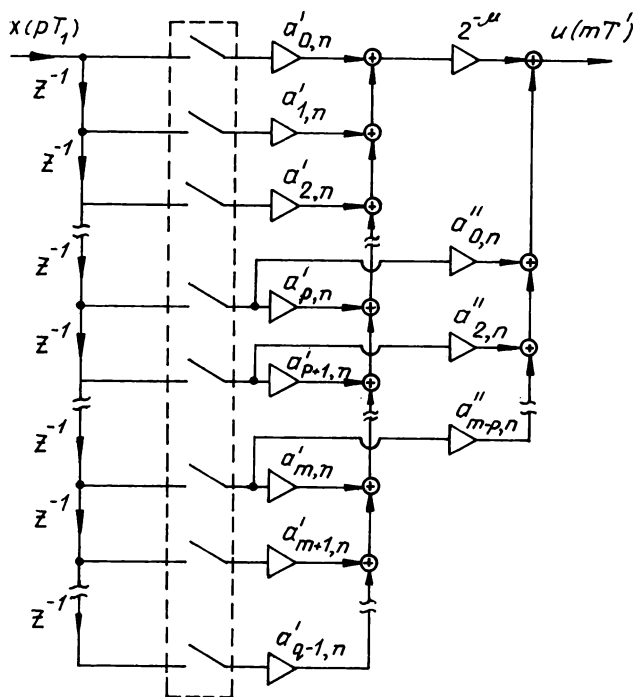 x(pT₁) a'₀,ₙ 2^-μ u(mT')
z⁻¹ a'₁,ₙ
z⁻¹ a'₂,ₙ
z⁻¹ a'ₚ,ₙ a''₀,ₙ
z⁻¹ a'ₚ₊₁,ₙ a''₂,ₙ
z⁻¹ a'ₘ,ₙ a''ₘ₋ₚ,ₙ
z⁻¹ a'ₘ₊₁,ₙ
z⁻¹ a'q₋₁,ₙ